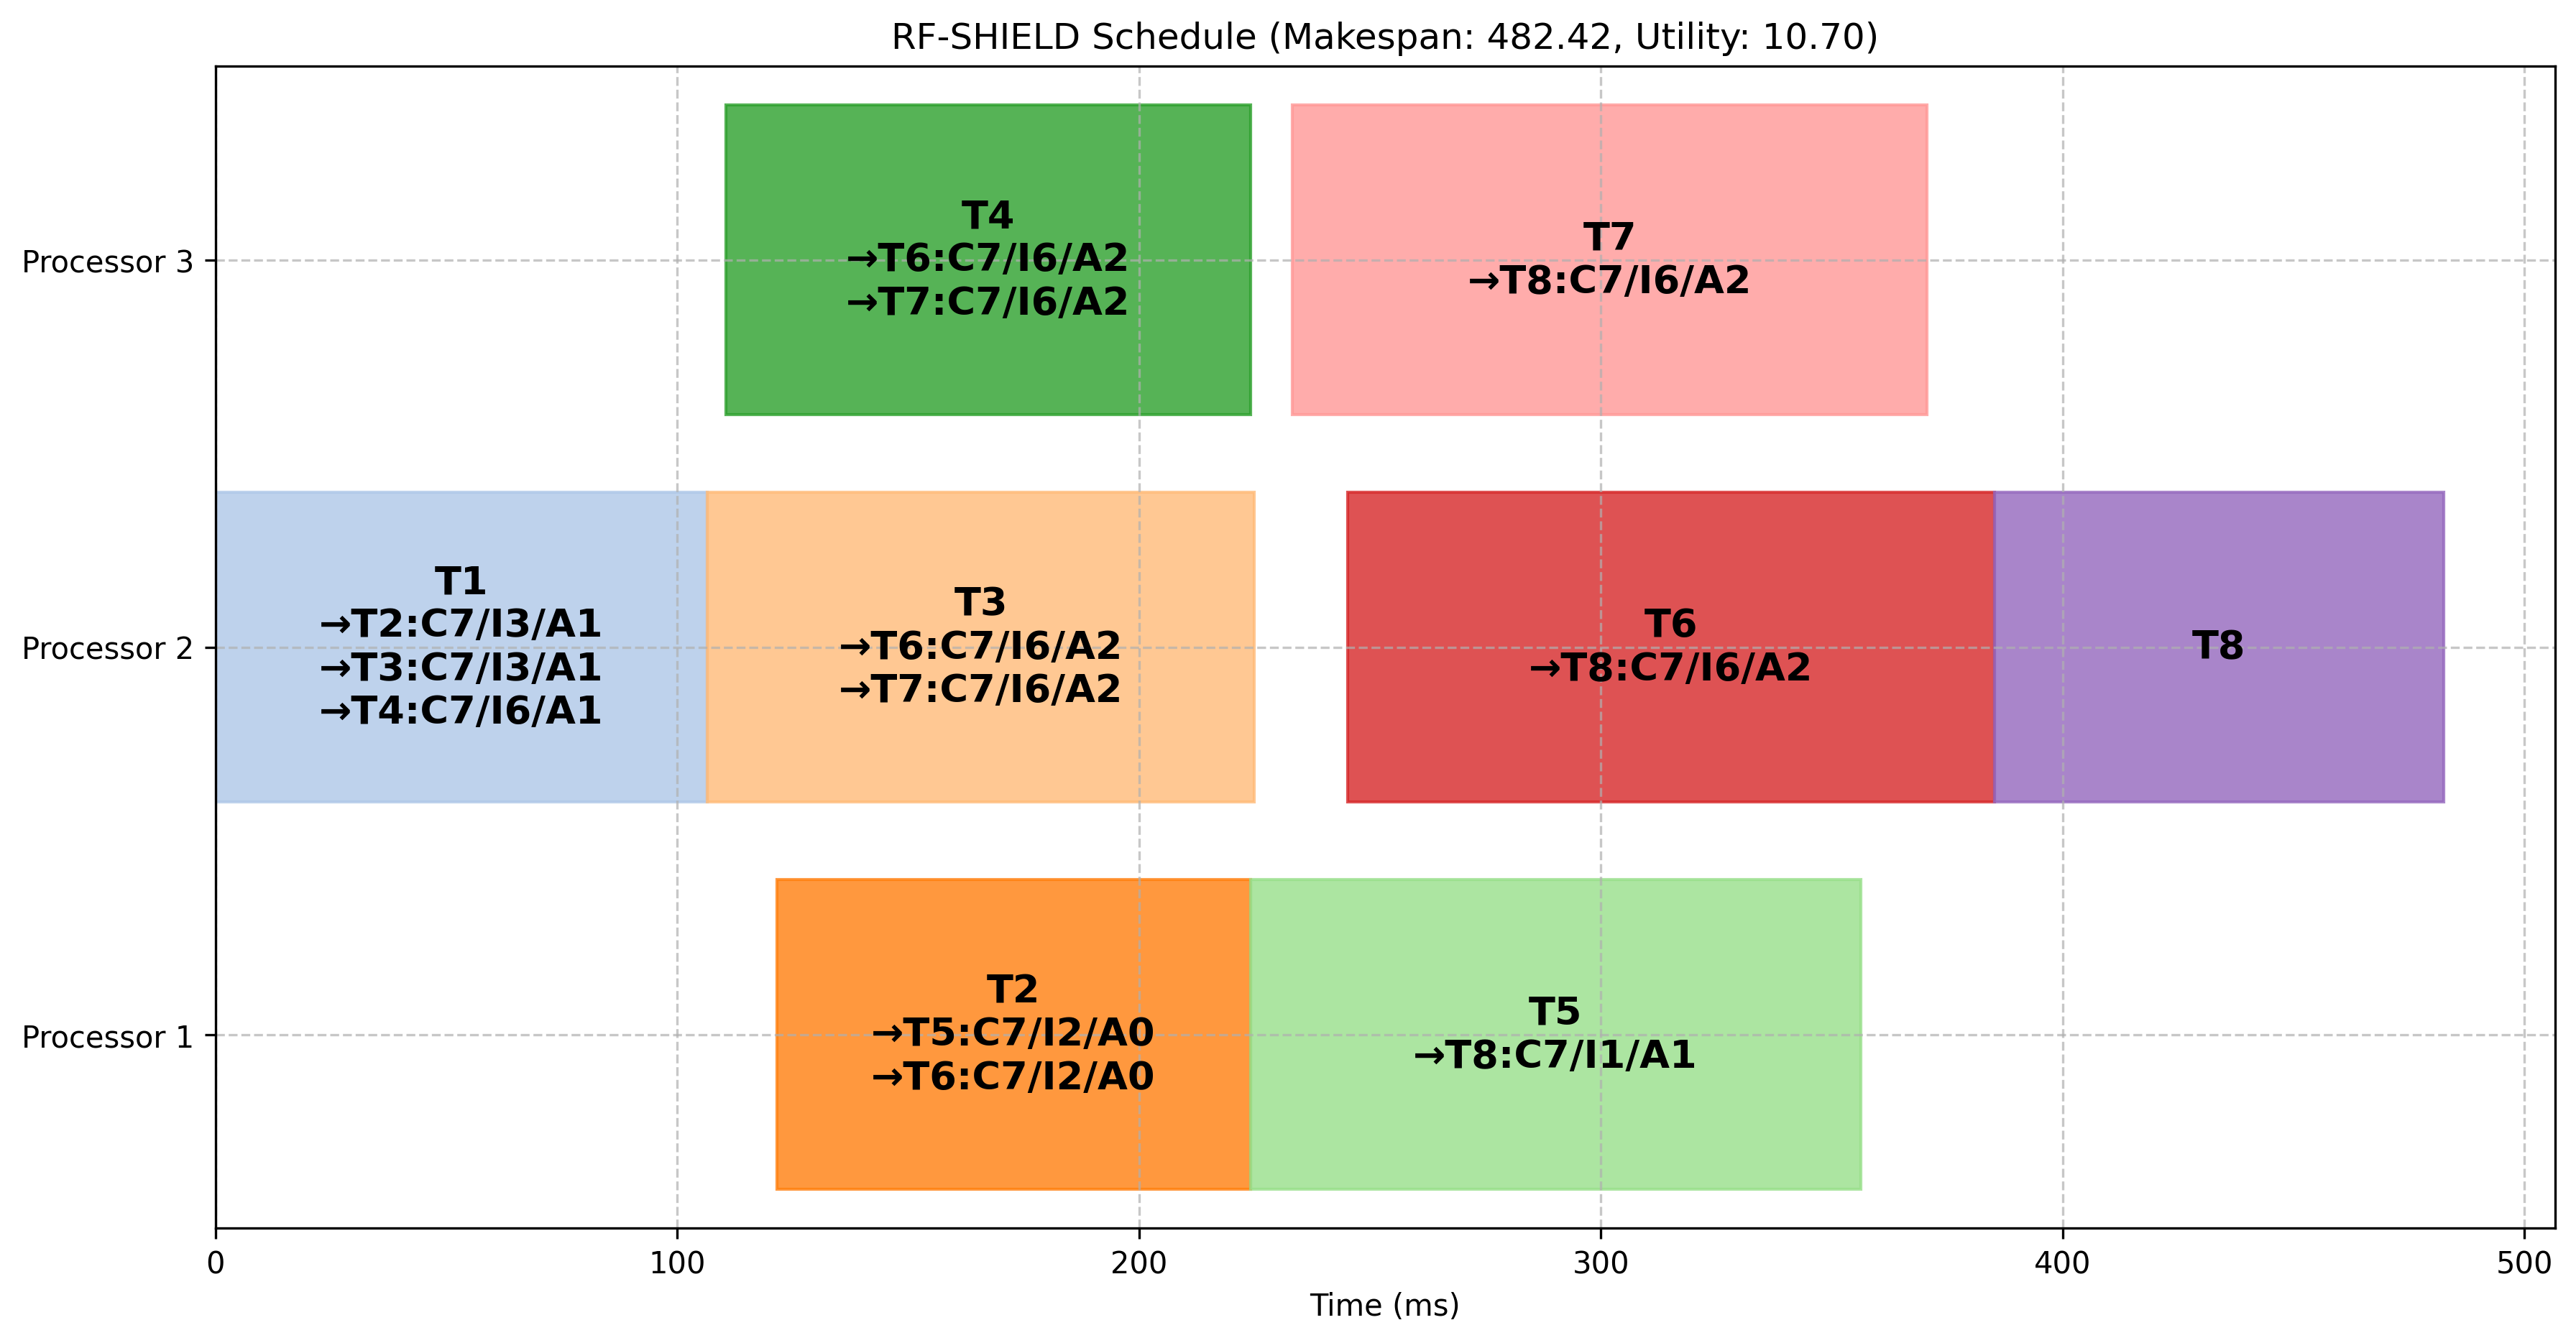 RF-SHIELD Schedule (Makespan: 482.42, Utility: 10.70)
Processor 3
T4
→T6:C7/I6/A2
→T7:C7/I6/A2
T7
→T8:C7/I6/A2
Processor 2
T1
→T2:C7/I3/A1
→T3:C7/I3/A1
→T4:C7/I6/A1
T3
→T6:C7/I6/A2
→T7:C7/I6/A2
T6
→T8:C7/I6/A2
T8
Processor 1
T2
→T5:C7/I2/A0
→T6:C7/I2/A0
T5
→T8:C7/I1/A1
0 100 200 300 400 500
Time (ms)